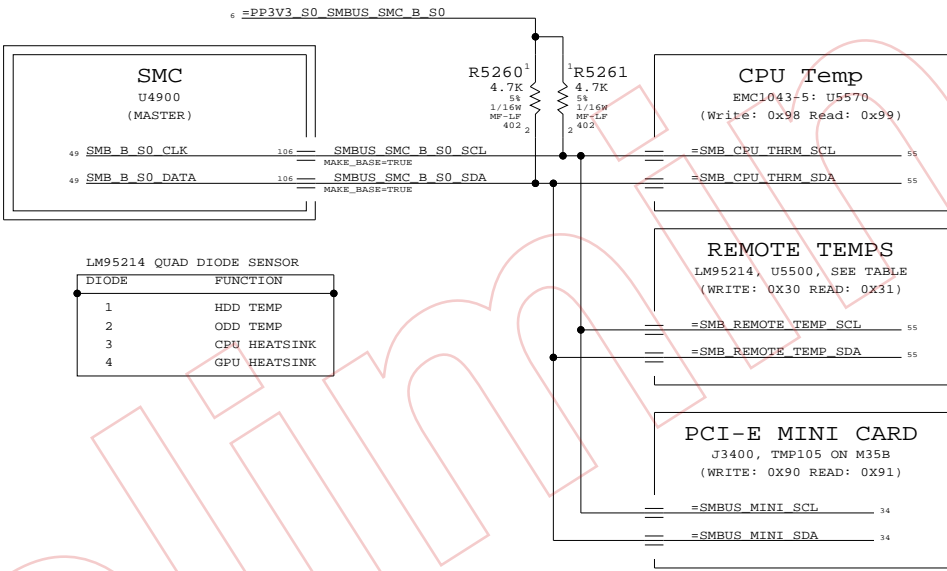 6 =PP3V3_S0_SMBUS_SMC_B_S0
SMC
U4900
(MASTER)
49 SMB_B_S0_CLK 106 SMBUS_SMC_B_S0_SCL
MAKE_BASE=TRUE
49 SMB_B_S0_DATA 106 SMBUS_SMC_B_S0_SDA
MAKE_BASE=TRUE
R5260 1
4.7K
5%
1/16W
MF-LF
402
2
1 R5261
4.7K
5%
1/16W
MF-LF
402
2
CPU Temp
EMC1043-5: U5570
(Write: 0x98 Read: 0x99)
=SMB_CPU_THRM_SCL 55
=SMB_CPU_THRM_SDA 55
LM95214 QUAD DIODE SENSOR
DIODE FUNCTION
1 HDD TEMP
2 ODD TEMP
3 CPU HEATSINK
4 GPU HEATSINK
REMOTE TEMPS
LM95214, U5500, SEE TABLE
(WRITE: 0X30 READ: 0X31)
=SMB_REMOTE_TEMP_SCL 55
=SMB_REMOTE_TEMP_SDA 55
PCI-E MINI CARD
J3400, TMP105 ON M35B
(WRITE: 0X90 READ: 0X91)
=SMBUS_MINI_SCL 34
=SMBUS_MINI_SDA 34